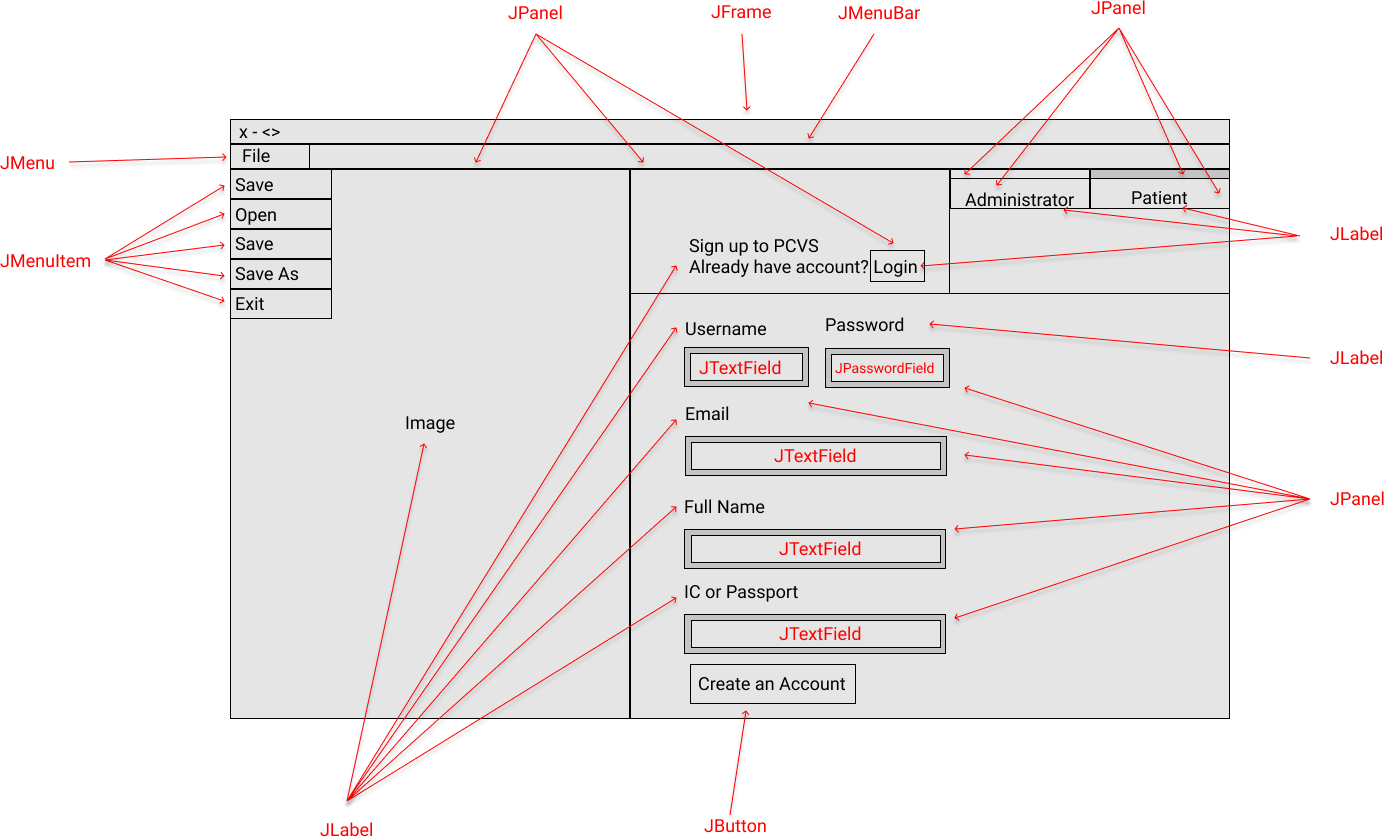 JPanel
JFrame
JMenuBar
JPanel
x - <>
JMenu
File
Save
Open
Save
Save As
Exit
JMenuItem
Administrator
Patient
JLabel
Sign up to PCVS
Already have account?
Login
Username
Password
JLabel
JTextField
JPasswordField
Email
Image
JTextField
JPanel
Full Name
JTextField
IC or Passport
JTextField
Create an Account
JLabel
JButton